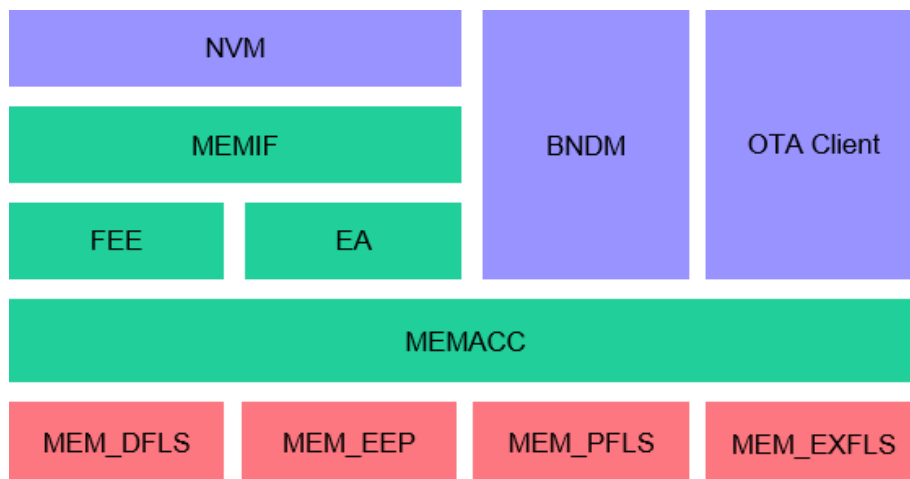 NVM
BNDM
OTA Client
MEMIF
FEE
EA
MEMACC
MEM_DFLS
MEM_EEP
MEM_PFLS
MEM_EXFLS